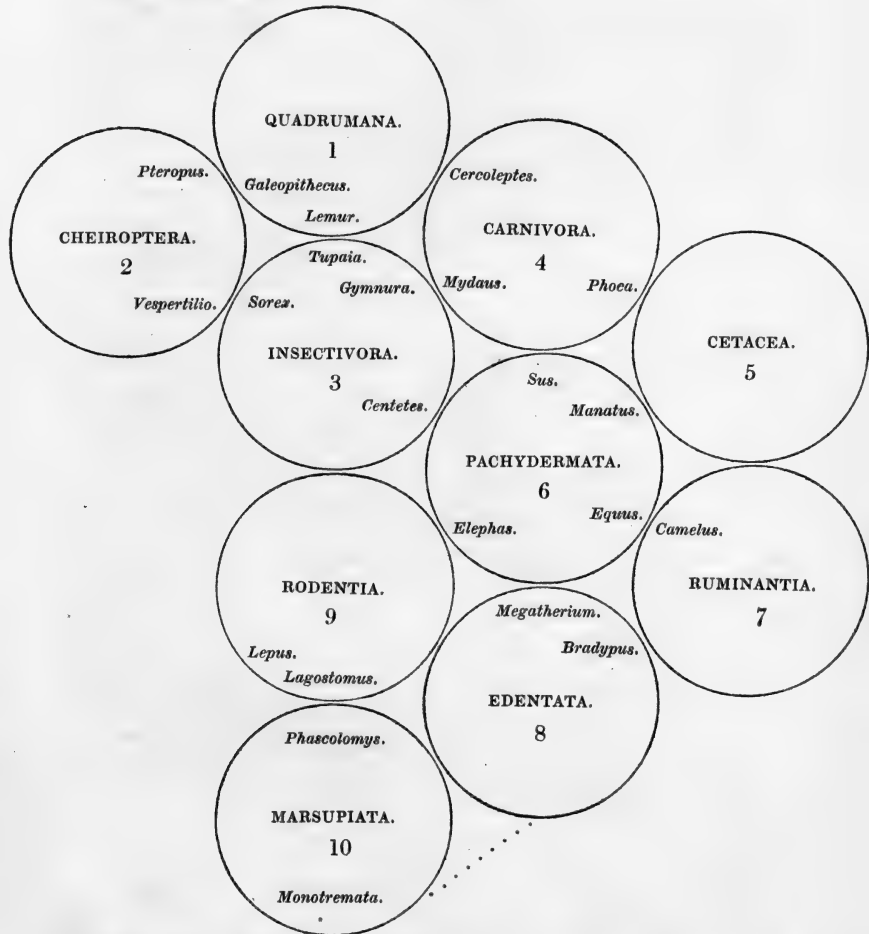 QUADRUMANA.
1
Pteropus.
Galeopithecus.
Lemur.
Cercoleptes.
CHEIROPTERA.
2
Vespertilio.
CARNIVORA.
4
Mydaus.
Phoca.
Tupaia.
Gymnura.
Sorex.
INSECTIVORA.
3
Centetes.
CETACEA.
5
Sus.
Manatus.
PACHYDERMATA.
6
Elephas.
Equus.
Camelus.
RUMINANTIA.
7
RODENTIA.
9
Lepus.
Lagostomus.
Megatherium.
Bradypus.
EDENTATA.
8
Phascolomys.
MARSUPIATA.
10
Monotremata.